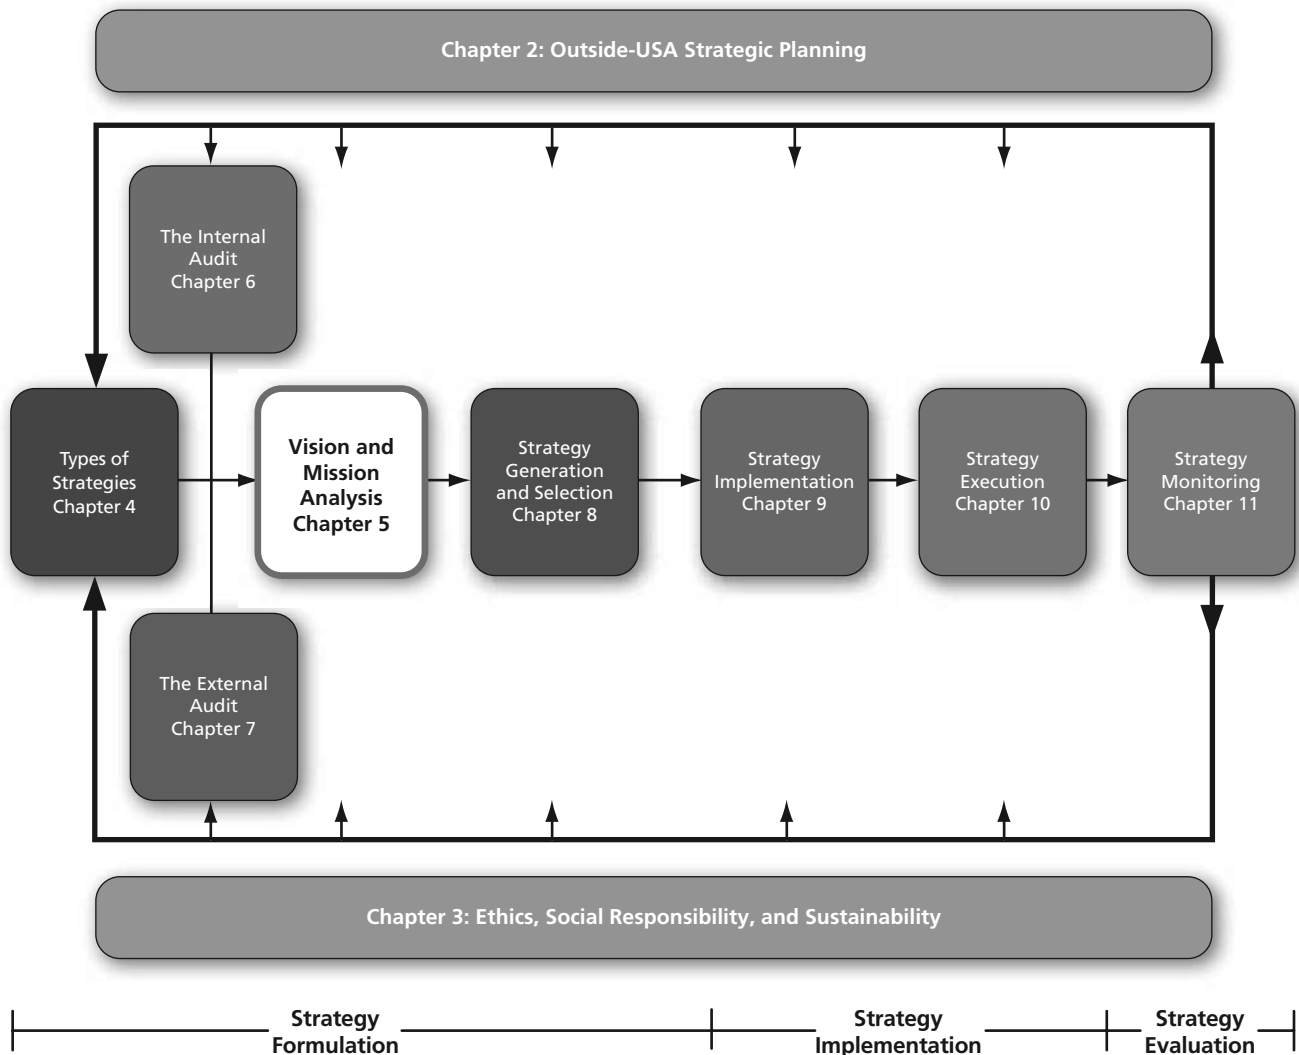 Chapter 2: Outside-USA Strategic Planning
The Internal
Audit
Chapter 6
Types of
Strategies
Chapter 4
Vision and
Mission
Analysis
Chapter 5
Strategy
Generation
and Selection
Chapter 8
Strategy
Implementation
Chapter 9
Strategy
Execution
Chapter 10
Strategy
Monitoring
Chapter 11
The External
Audit
Chapter 7
Chapter 3: Ethics, Social Responsibility, and Sustainability
Strategy
Formulation
Strategy
Implementation
Strategy
Evaluation